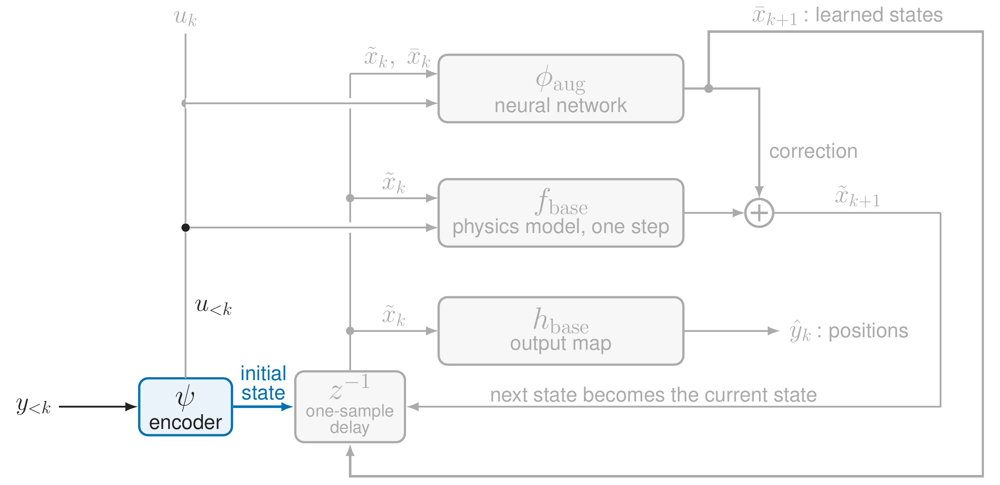 u_k
x̄_{k+1} : learned states
x̃_k, x̄_k
ϕ_aug
neural network
correction
x̃_k
f_base
physics model, one step
x̃_{k+1}
u_{<k}
x̃_k
h_base
output map
ŷ_k : positions
initial
state
y_{<k}
ψ
encoder
z^{−1}
one-sample
delay
next state becomes the current state